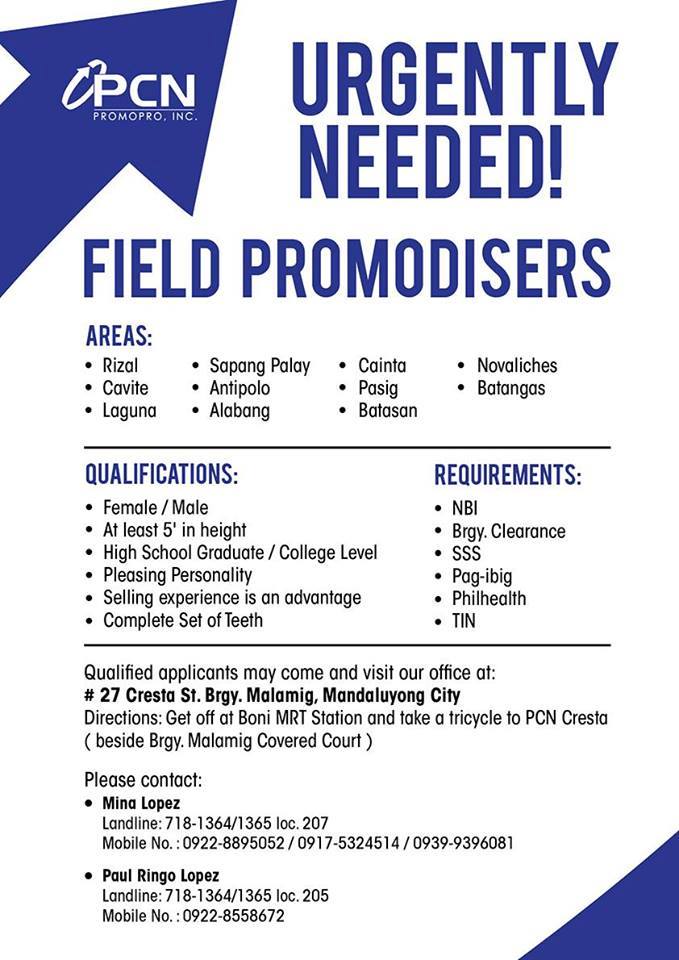 PCN
PROMOPRO, INC.
URGENTLY
NEEDED!
FIELD PROMODISERS
AREAS:
• Rizal
• Cavite
• Laguna
• Sapang Palay
• Antipolo
• Alabang
• Cainta
• Pasig
• Batasan
• Novaliches
• Batangas
QUALIFICATIONS:
• Female / Male
• At least 5' in height
• High School Graduate / College Level
• Pleasing Personality
• Selling experience is an advantage
• Complete Set of Teeth
REQUIREMENTS:
• NBI
• Brgy. Clearance
• SSS
• Pag-ibig
• Philhealth
• TIN
Qualified applicants may come and visit our office at:
# 27 Cresta St. Brgy. Malamig, Mandaluyong City
Directions: Get off at Boni MRT Station and take a tricycle to PCN Cresta
( beside Brgy. Malamig Covered Court )
Please contact:
• Mina Lopez
Landline: 718-1364/1365 loc. 207
Mobile No. : 0922-8895052 / 0917-5324514 / 0939-9396081
• Paul Ringo Lopez
Landline: 718-1364/1365 loc. 205
Mobile No. : 0922-8558672